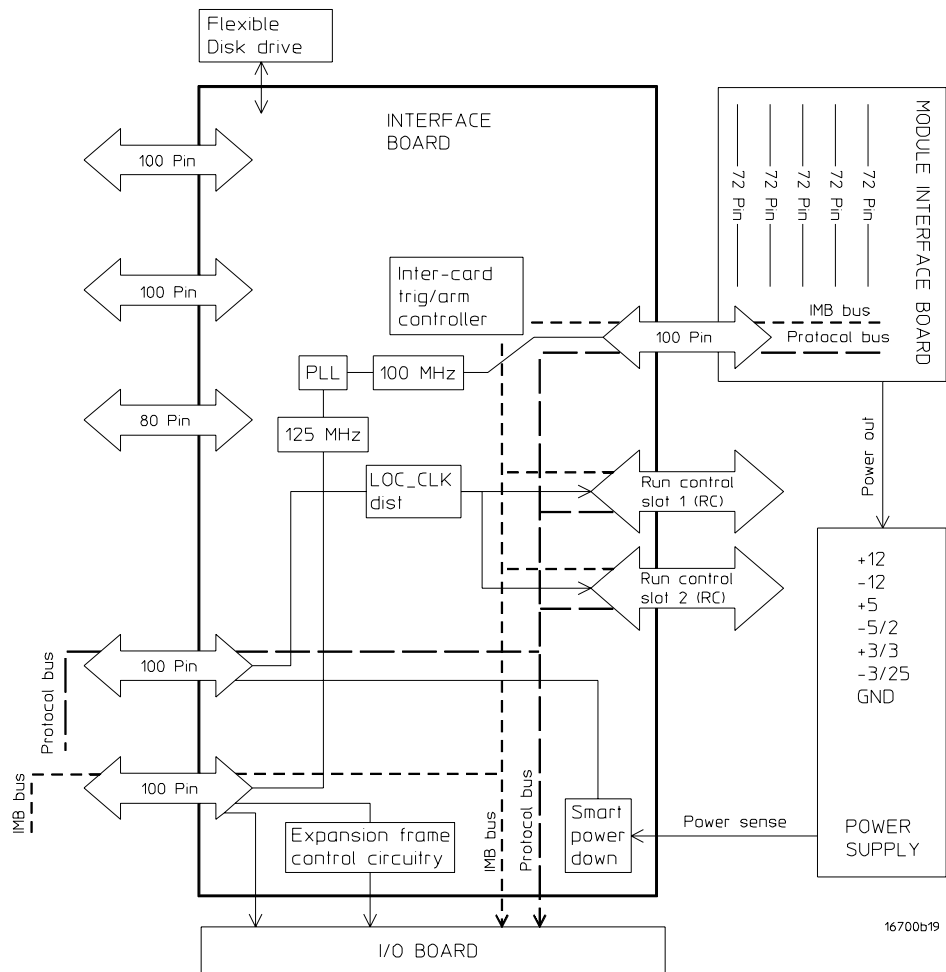 Flexible
Disk drive
INTERFACE
BOARD
MODULE INTERFACE BOARD
72 Pin
72 Pin
72 Pin
72 Pin
72 Pin
100 Pin
100 Pin
80 Pin
Inter-card
trig/arm
controller
IMB bus
Protocol bus
100 Pin
PLL
100 MHz
125 MHz
LOC_CLK
dist
Run control
slot 1 (RC)
Run control
slot 2 (RC)
Power out
+12
-12
+5
-5/2
+3/3
-3/25
GND
POWER
SUPPLY
Protocol bus
100 Pin
IMB bus
100 Pin
Expansion frame
control circuitry
IMB bus
Protocol bus
Smart
power
down
Power sense
I/O BOARD
16700b19